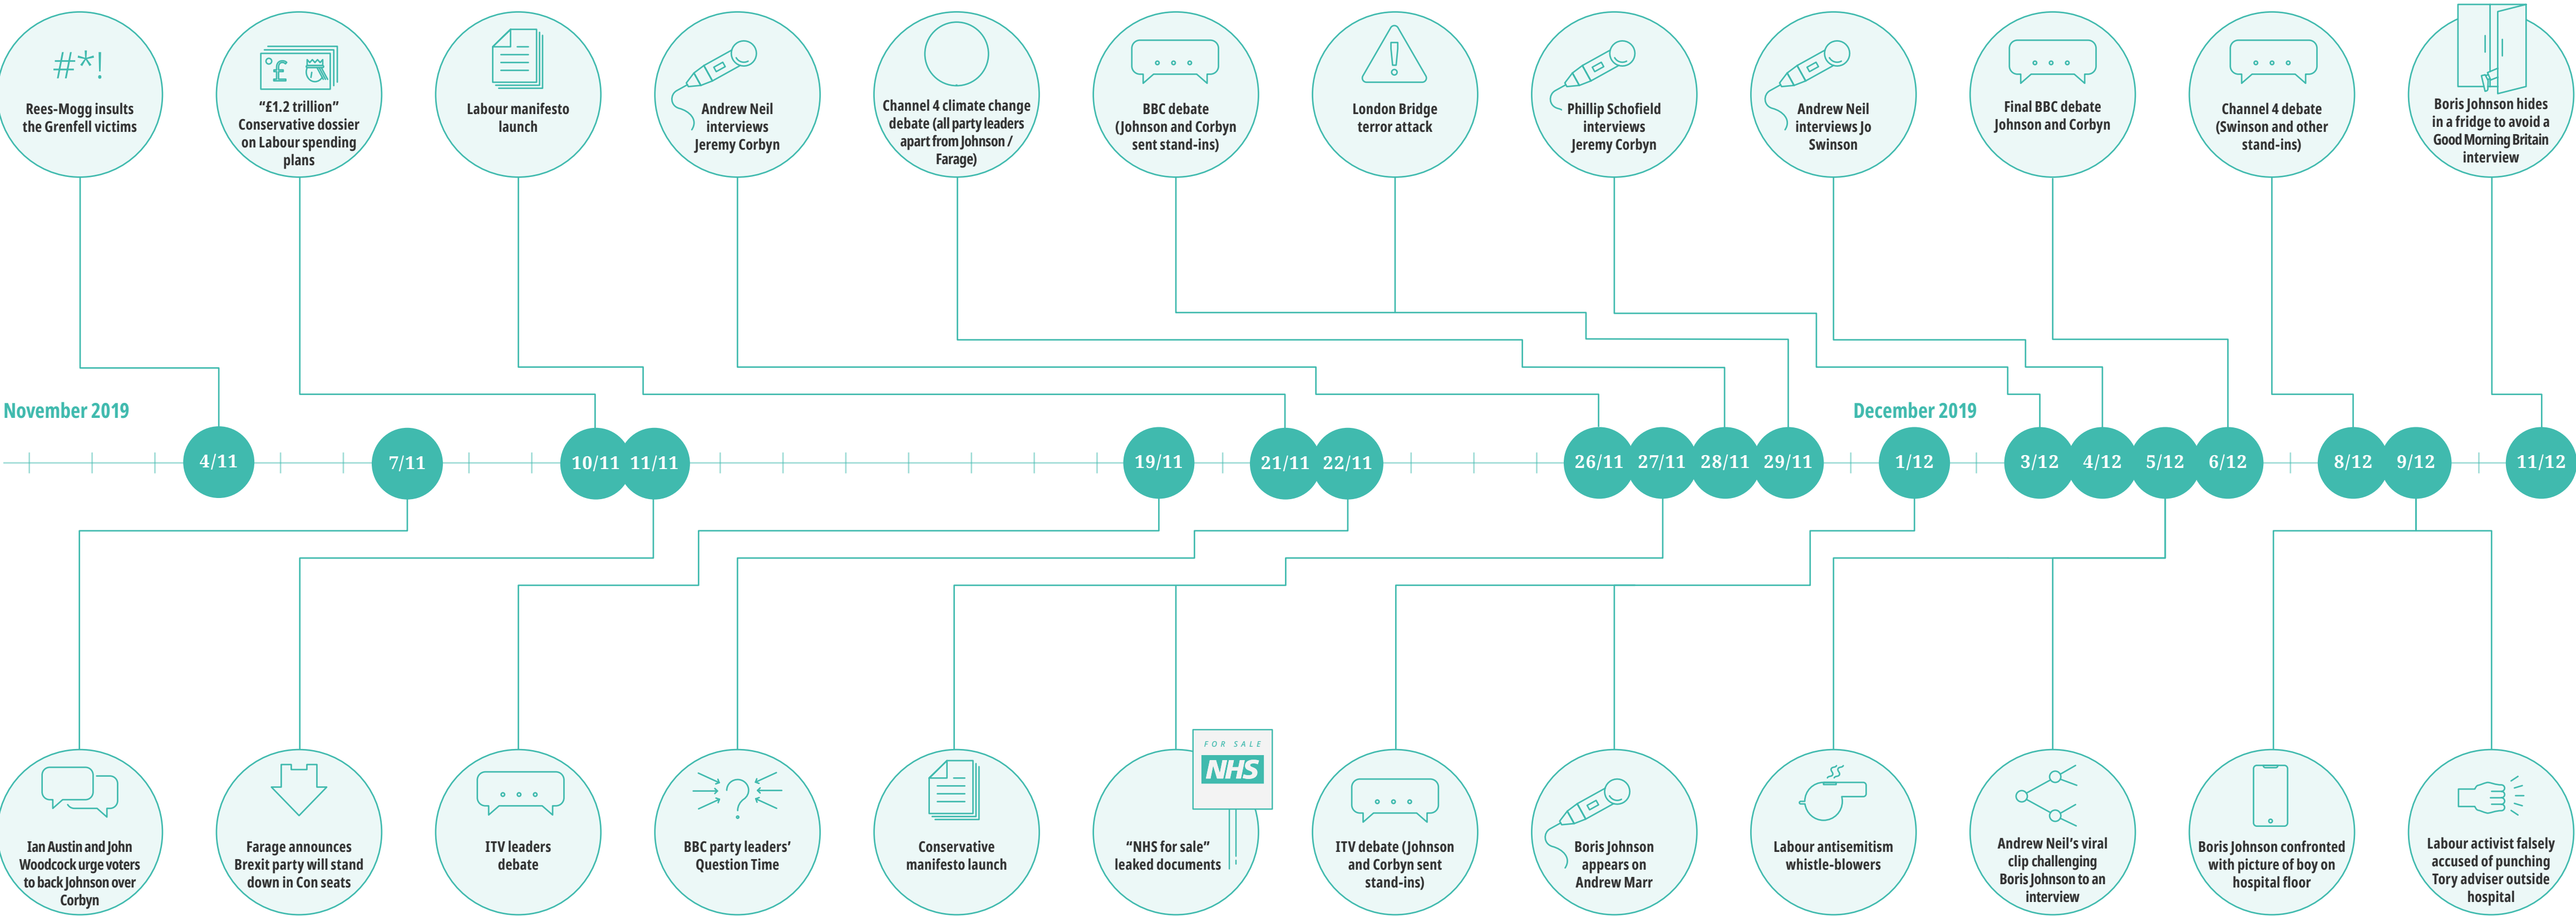 #*!
Rees-Mogg insults
the Grenfell victims
£
“£1.2 trillion”
Conservative dossier
on Labour spending
plans
Labour manifesto
launch
Andrew Neil
interviews
Jeremy Corbyn
Channel 4 climate change
debate (all party leaders
apart from Johnson /
Farage)
BBC debate
(Johnson and Corbyn
sent stand-ins)
!
London Bridge
terror attack
Phillip Schofield
interviews
Jeremy Corbyn
Andrew Neil
interviews Jo
Swinson
Final BBC debate
Johnson and Corbyn
Channel 4 debate
(Swinson and other
stand-ins)
Boris Johnson hides
in a fridge to avoid a
Good Morning Britain
interview
November 2019
December 2019
4/11
7/11
10/11
11/11
19/11
21/11
22/11
26/11
27/11
28/11
29/11
1/12
3/12
4/12
5/12
6/12
8/12
9/12
11/12
Ian Austin and John
Woodcock urge voters
to back Johnson over
Corbyn
Farage announces
Brexit party will stand
down in Con seats
ITV leaders
debate
?
BBC party leaders’
Question Time
Conservative
manifesto launch
FOR SALE
NHS
“NHS for sale”
leaked documents
ITV debate (Johnson
and Corbyn sent
stand-ins)
Boris Johnson
appears on
Andrew Marr
Labour antisemitism
whistle-blowers
Andrew Neil’s viral
clip challenging
Boris Johnson to an
interview
Boris Johnson confronted
with picture of boy on
hospital floor
Labour activist falsely
accused of punching
Tory adviser outside
hospital